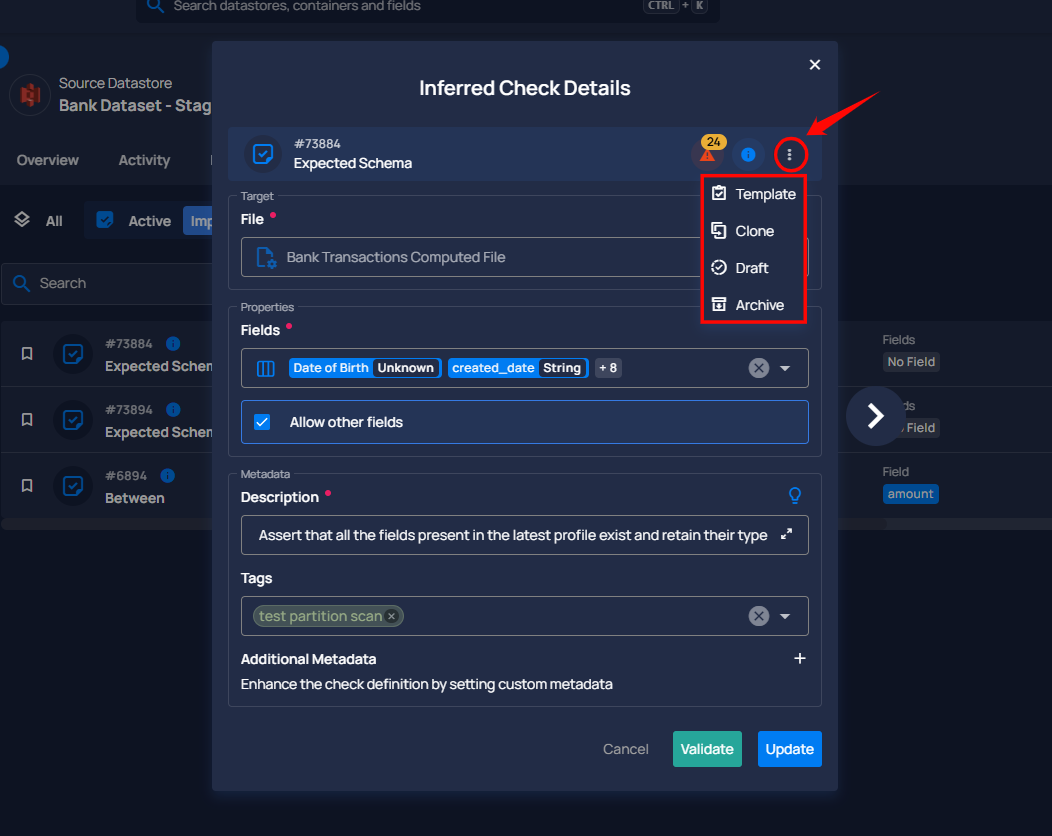 Search datastores, containers and fields
CTRL + K
Source Datastore
Bank Dataset - Stag
Overview
Activity
All
Active
Imp
Search
#73884
Expected Schem
#73894
Expected Schem
#6894
Between
Inferred Check Details
#73884
Expected Schema
24
Template
Clone
Draft
Archive
Target
File
Bank Transactions Computed File
Properties
Fields
Date of Birth Unknown created_date String + 8
Allow other fields
Metadata
Description
Assert that all the fields present in the latest profile exist and retain their type
Tags
test partition scan
Additional Metadata
Enhance the check definition by setting custom metadata
Cancel
Validate
Update
Fields
No Field
ds
Field
Field
amount